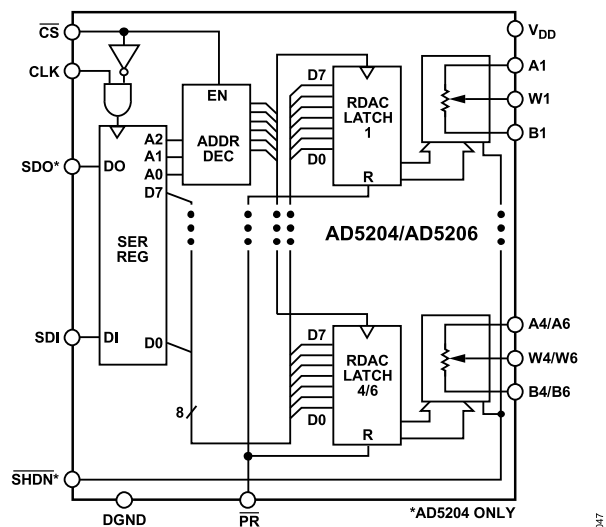 CS
CLK
SDO*
SDI
SHDN*
DGND
PR
VDD
A1
W1
B1
A4/A6
W4/W6
B4/B6
EN
ADDR
DEC
A2
A1
A0
D7
DO
SER
REG
DI
D0
8
D7
RDAC
LATCH
1
D0
R
AD5204/AD5206
D7
RDAC
LATCH
4/6
D0
R
*AD5204 ONLY
047